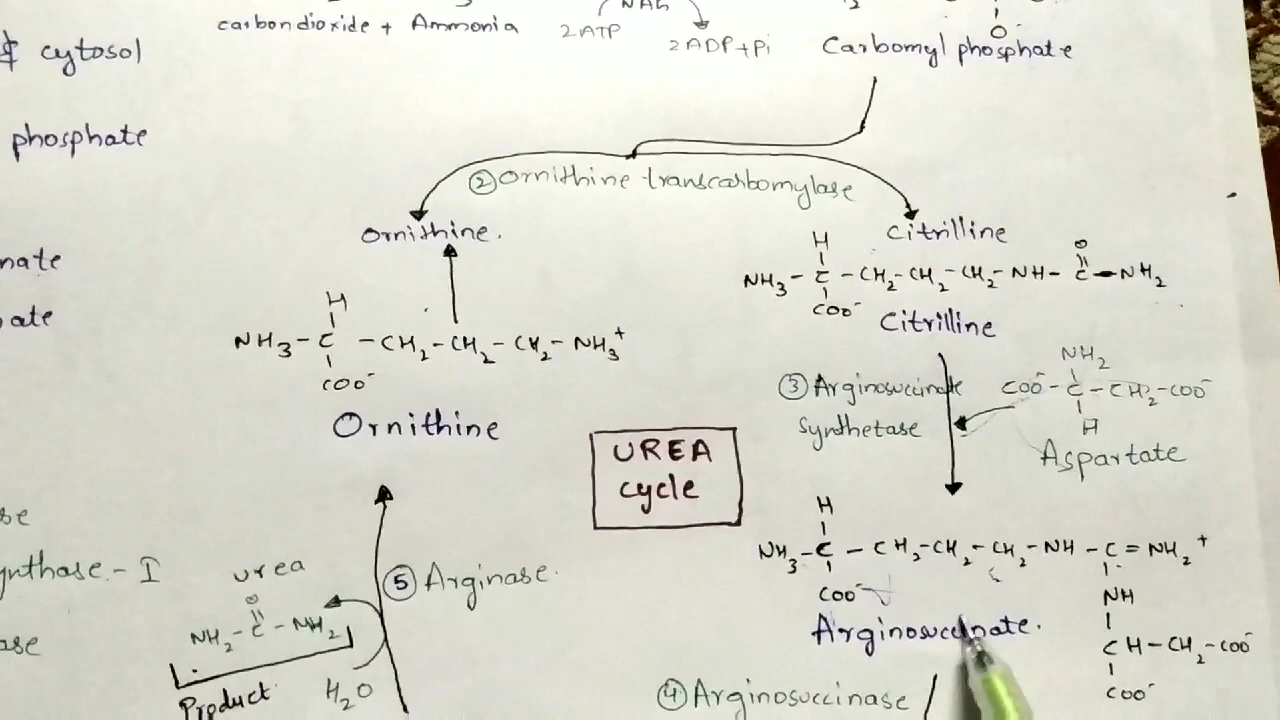 carbondioxide + Ammonia
2ATP
NAG
2ADP+Pi
O
O⁻
Carbomyl phosphate
cytosol
phosphate
② Ornithine transcarbomylase
Ornithine.
Citrilline
H
NH₃ - C - CH₂ - CH₂ - CH₂ - NH - C - NH₂
O
COO⁻
Citrilline
nate
ate
H
NH₃ - C - CH₂ - CH₂ - CH₂ - NH₃⁺
COO⁻
Ornithine
③ Arginosuccinate
Synthetase
NH₂
COO⁻ - C - CH₂ - COO⁻
H
Aspartate
UREA
cycle
H
NH₃ - C - CH₂ - CH₂ - CH₂ - NH - C = NH₂⁺
COO⁻
NH
CH - CH₂ - COO⁻
COO⁻
Arginosuccinate.
se
ynthase - I
ase
urea
O
NH₂ - C - NH₂
Product
H₂O
⑤ Arginase.
④ Arginosuccinase